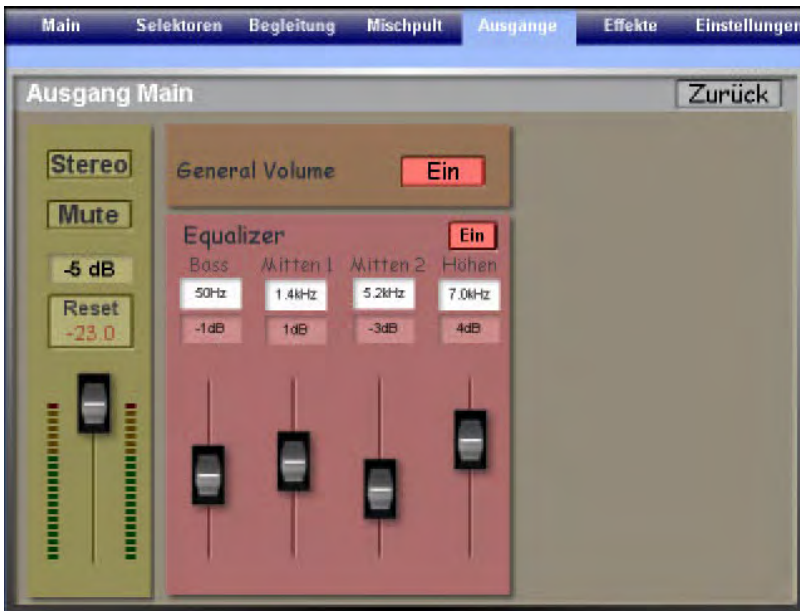 Main Selektoren Begleitung Mischpult Ausgänge Effekte Einstellungen
Ausgang Main Zurück
Stereo
Mute
-5 dB
Reset
-23.0
General Volume Ein
Equalizer Ein
Bass Mitten 1 Mitten 2 Höhen
50Hz 1.4kHz 5.2kHz 7.0kHz
-1dB 1dB -3dB 4dB